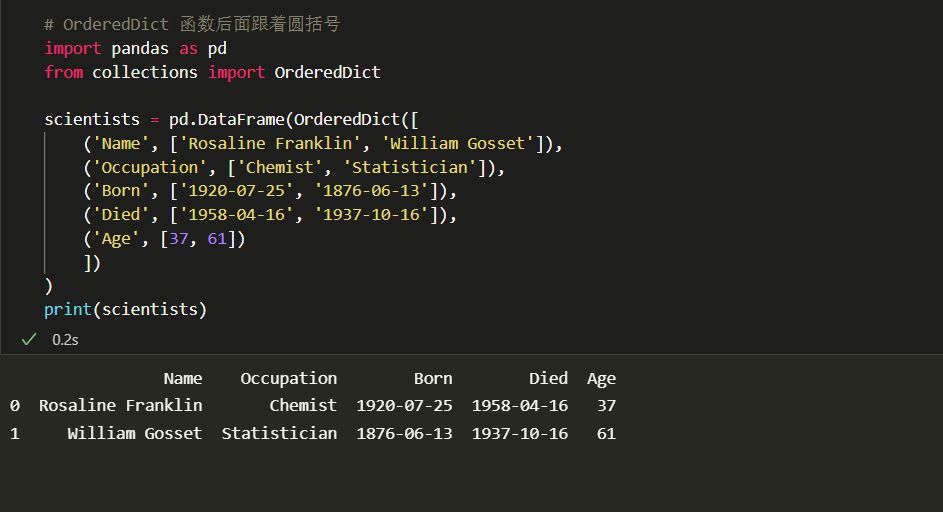 # OrderedDict 函数后面跟着圆括号
import pandas as pd
from collections import OrderedDict
scientists = pd.DataFrame(OrderedDict([
('Name', ['Rosaline Franklin', 'William Gosset']),
('Occupation', ['Chemist', 'Statistician']),
('Born', ['1920-07-25', '1876-06-13']),
('Died', ['1958-04-16', '1937-10-16']),
('Age', [37, 61])
])
)
print(scientists)
0.2s
Name Occupation Born Died Age
0 Rosaline Franklin Chemist 1920-07-25 1958-04-16 37
1 William Gosset Statistician 1876-06-13 1937-10-16 61